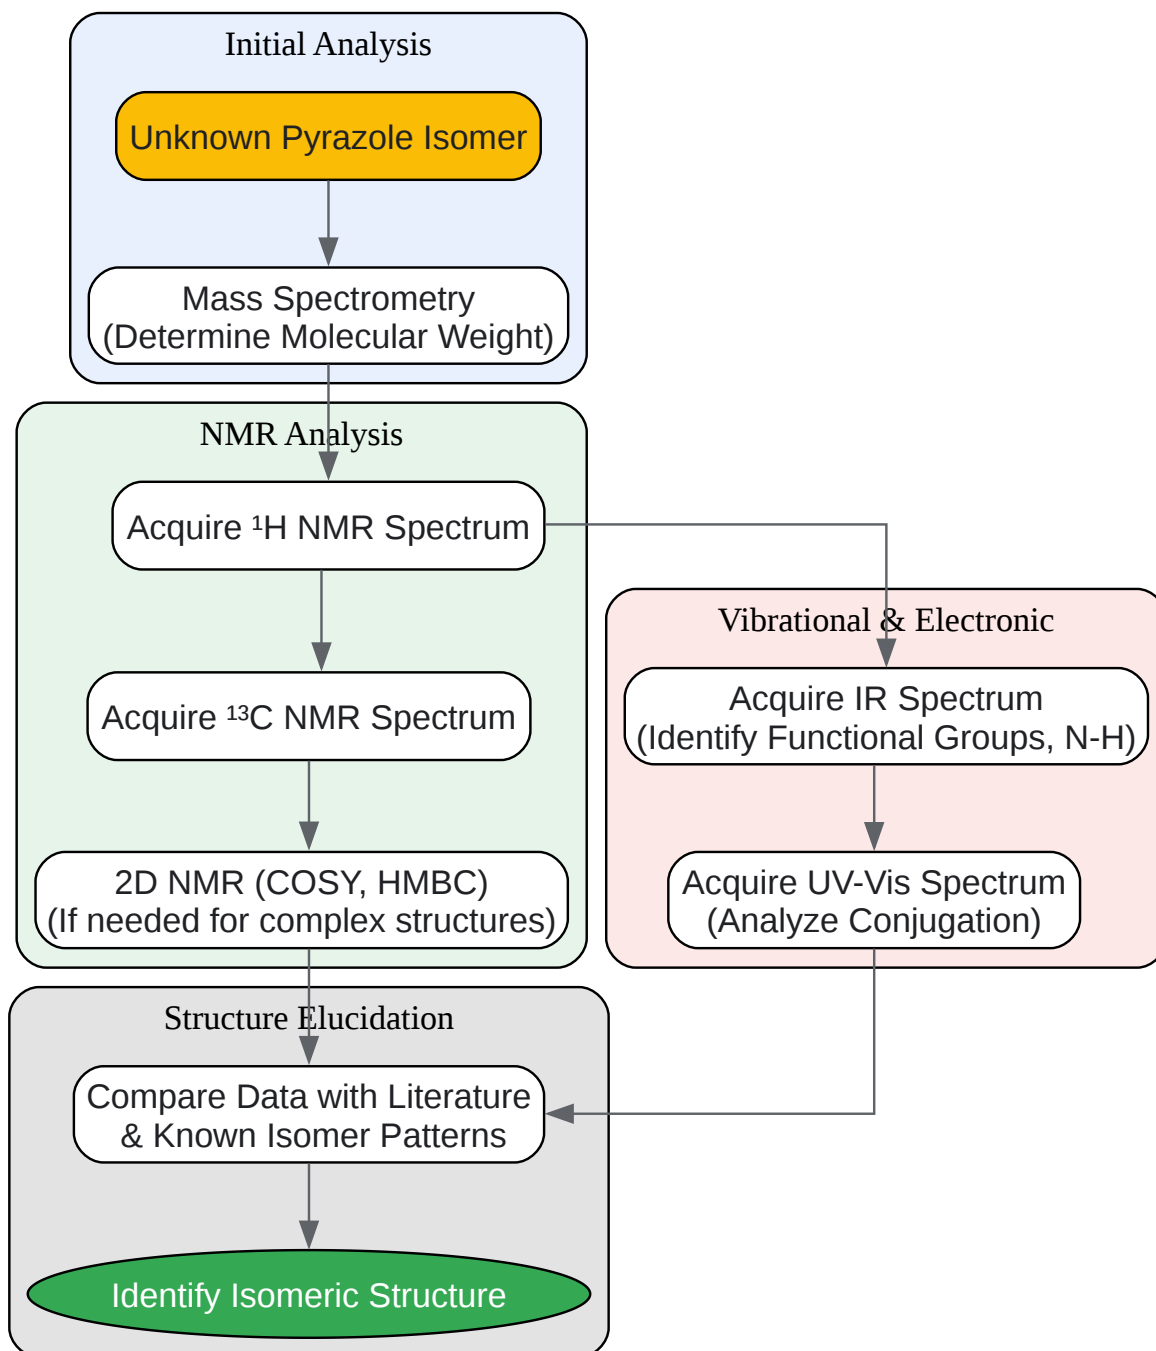 Initial Analysis
Unknown Pyrazole Isomer
Mass Spectrometry
(Determine Molecular Weight)
NMR Analysis
Acquire ¹H NMR Spectrum
Acquire ¹³C NMR Spectrum
2D NMR (COSY, HMBC)
(If needed for complex structures)
Vibrational & Electronic
Acquire IR Spectrum
(Identify Functional Groups, N-H)
Acquire UV-Vis Spectrum
(Analyze Conjugation)
Structure Elucidation
Compare Data with Literature
& Known Isomer Patterns
Identify Isomeric Structure